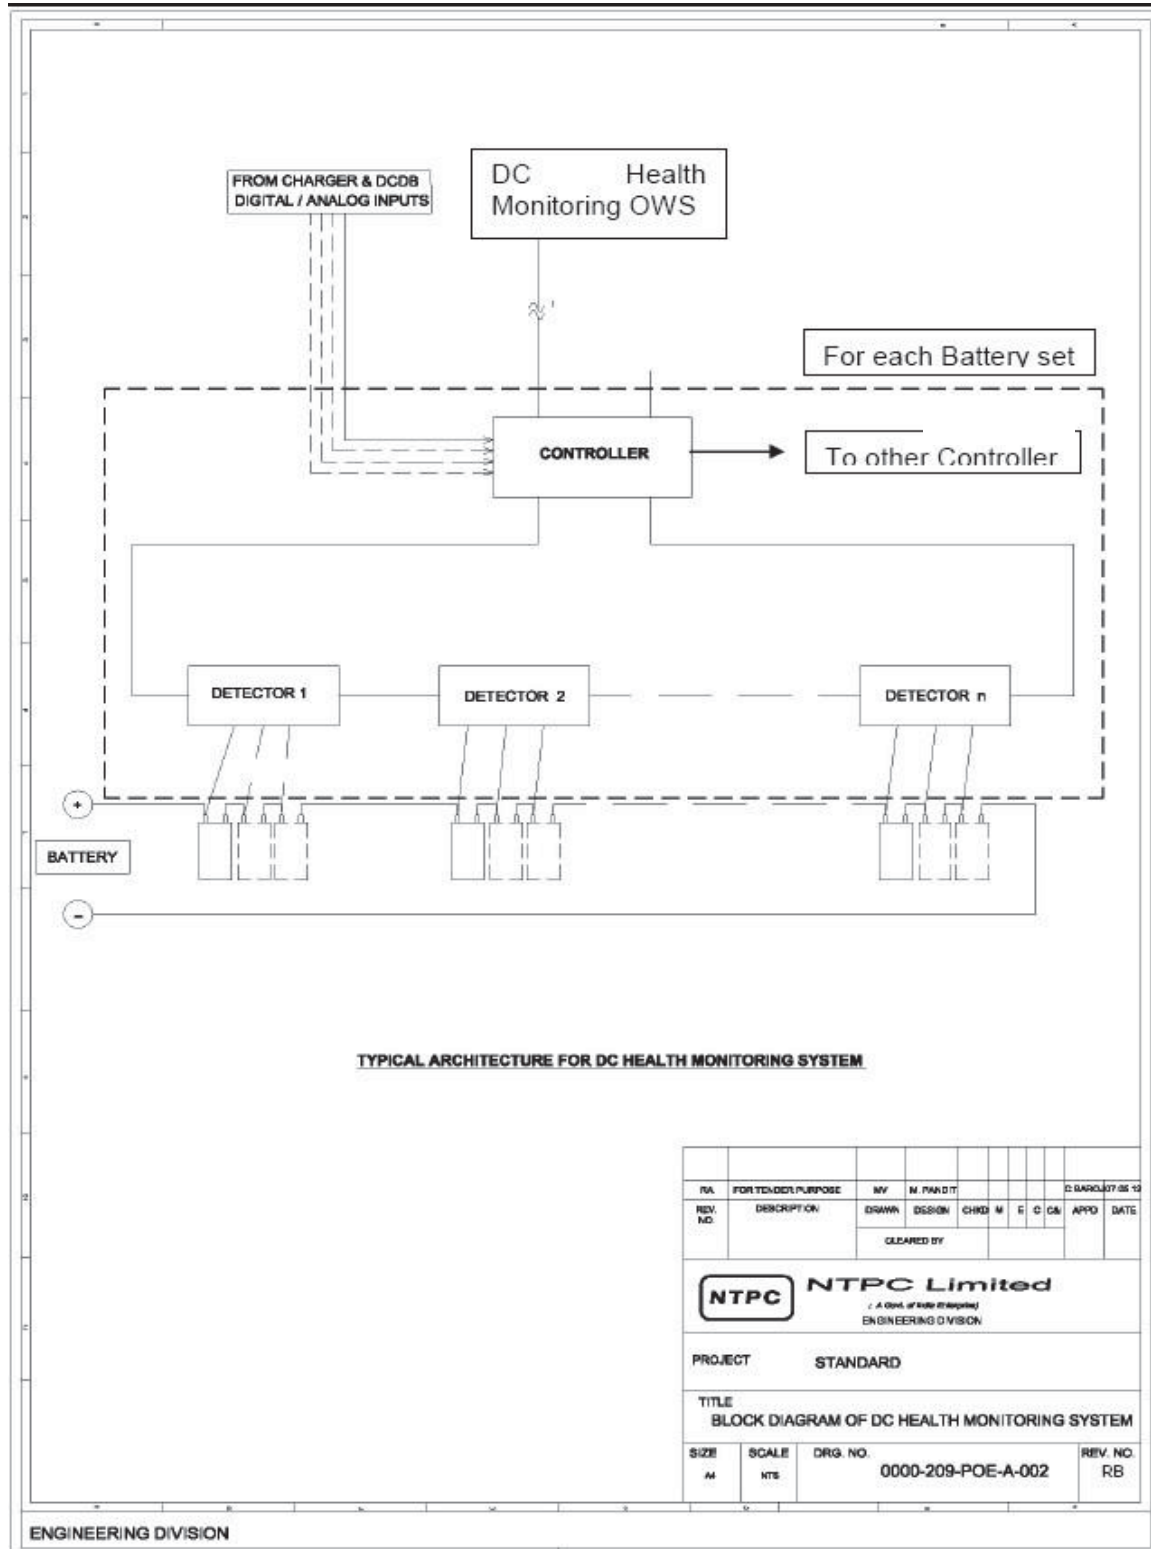 FROM CHARGER & DCDB
DIGITAL / ANALOG INPUTS
DC Health
Monitoring OWS
For each Battery set
CONTROLLER
To other Controller
DETECTOR 1
DETECTOR 2
DETECTOR n
+
BATTERY
-
TYPICAL ARCHITECTURE FOR DC HEALTH MONITORING SYSTEM
RA FOR TENDER PURPOSE MV M. PANDIT
REV. NO. DESCRIPTION DRAWN DESIGN CHKD M E C C&I APPD DATE
CLEARED BY
NTPC
NTPC Limited
( A Govt. of India Enterprise)
ENGINEERING DIVISION
PROJECT STANDARD
TITLE
BLOCK DIAGRAM OF DC HEALTH MONITORING SYSTEM
SIZE SCALE DRG. NO. REV. NO.
A4 NTS 0000-209-POE-A-002 RB
ENGINEERING DIVISION